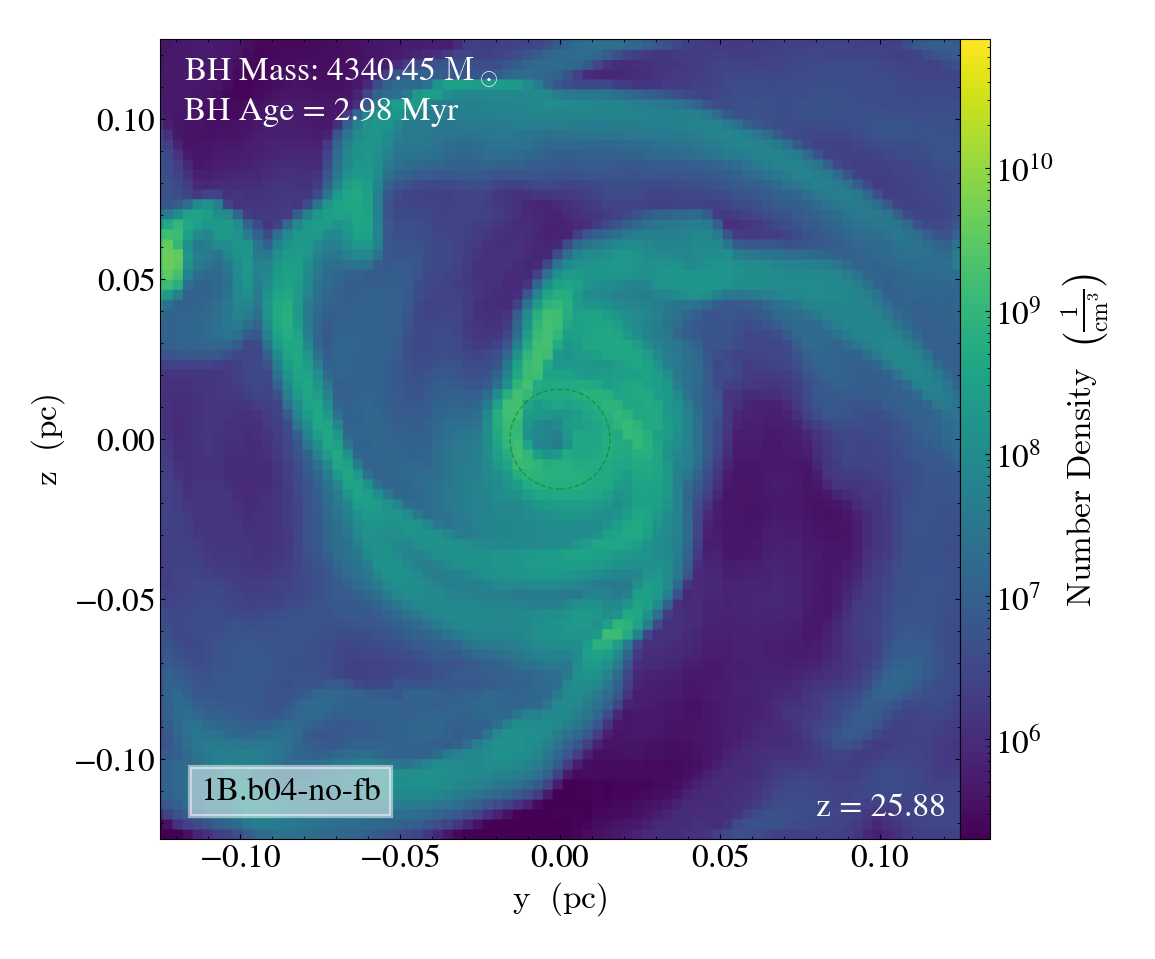 BH Mass: 4340.45 M⊙
BH Age = 2.98 Myr
0.10
0.05
0.00
−0.05
−0.10
z (pc)
1B.b04-no-fb
z = 25.88
−0.10 −0.05 0.00 0.05 0.10
y (pc)
10^10
10^9
10^8
10^7
10^6
Number Density (1/cm^3)